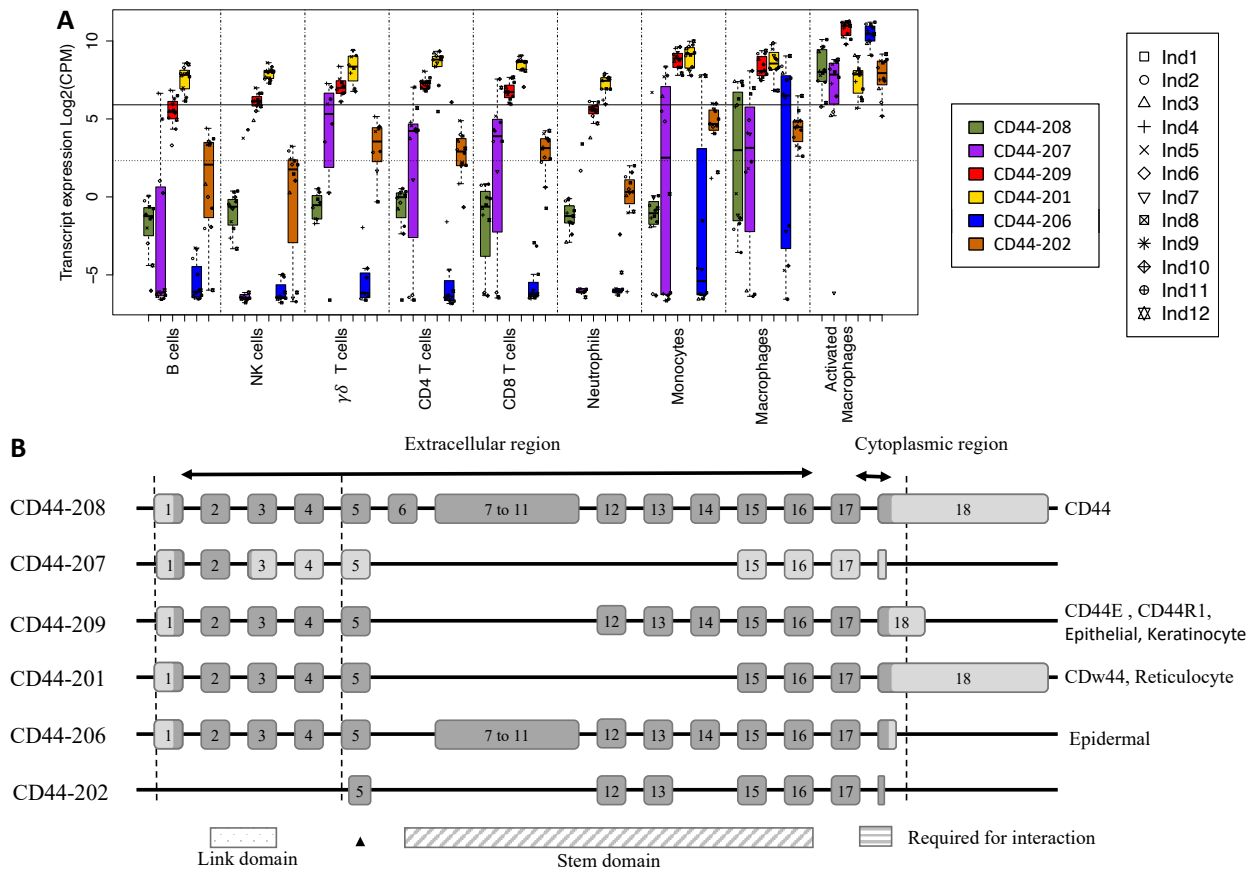 A
Transcript expression Log2(CPM)
10
5
0
−5
B cells
NK cells
γδ T cells
CD4 T cells
CD8 T cells
Neutrophils
Monocytes
Macrophages
Activated
Macrophages
CD44-208
CD44-207
CD44-209
CD44-201
CD44-206
CD44-202
Ind1
Ind2
Ind3
Ind4
Ind5
Ind6
Ind7
Ind8
Ind9
Ind10
Ind11
Ind12
B
Extracellular region
Cytoplasmic region
CD44-208 1 2 3 4 5 6 7 to 11 12 13 14 15 16 17 18 CD44
CD44-207 1 2 3 4 5 15 16 17
CD44-209 1 2 3 4 5 12 13 14 15 16 17 18 CD44E , CD44R1,
Epithelial, Keratinocyte
CD44-201 1 2 3 4 5 15 16 17 18 CDw44, Reticulocyte
CD44-206 1 2 3 4 5 7 to 11 12 13 14 15 16 17 Epidermal
CD44-202 5 12 13 15 16 17
Link domain
Stem domain
Required for interaction